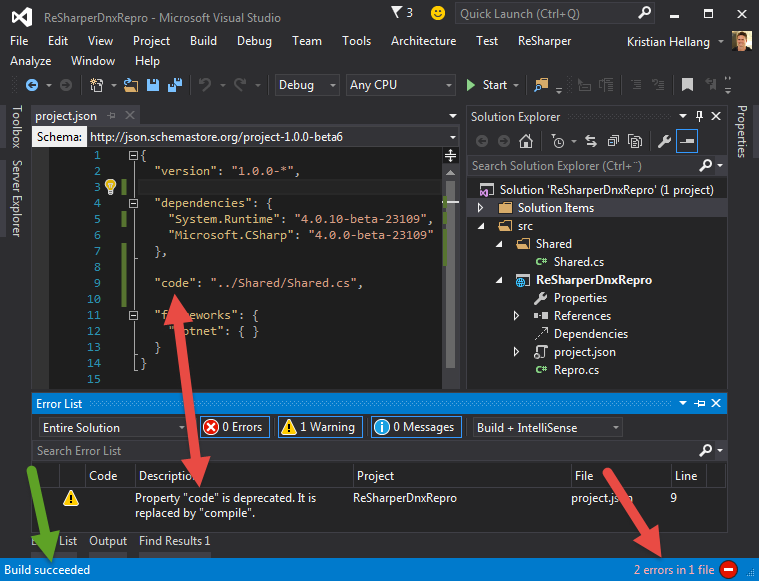 ReSharperDnxRepro - Microsoft Visual Studio
3
Quick Launch (Ctrl+Q)
File Edit View Project Build Debug Team Tools Architecture Test ReSharper Kristian Hellang
Analyze Window Help
Debug Any CPU Start
Toolbox
Server Explorer
project.json
Schema: http://json.schemastore.org/project-1.0.0-beta6
1 {
2 "version": "1.0.0-*",
3
4 "dependencies": {
5 "System.Runtime": "4.0.10-beta-23109",
6 "Microsoft.CSharp": "4.0.0-beta-23109"
7 },
8
9 "code": "../Shared/Shared.cs",
10
11 "f eworks": {
12 otnet": { }
13 }
14 }
15
Solution Explorer
Search Solution Explorer (Ctrl+¨)
Solution 'ReSharperDnxRepro' (1 project)
Solution Items
src
Shared
C# Shared.cs
ReSharperDnxRepro
Properties
References
Dependencies
project.json
C# Repro.cs
Properties
Error List
Entire Solution 0 Errors 1 Warning 0 Messages Build + IntelliSense
Search Error List
Code Description Project File Line
Property "code" is deprecated. It is replaced by "compile". ReSharperDnxRepro project.json 9
List Output Find Results 1
Build succeeded 2 errors in 1 file